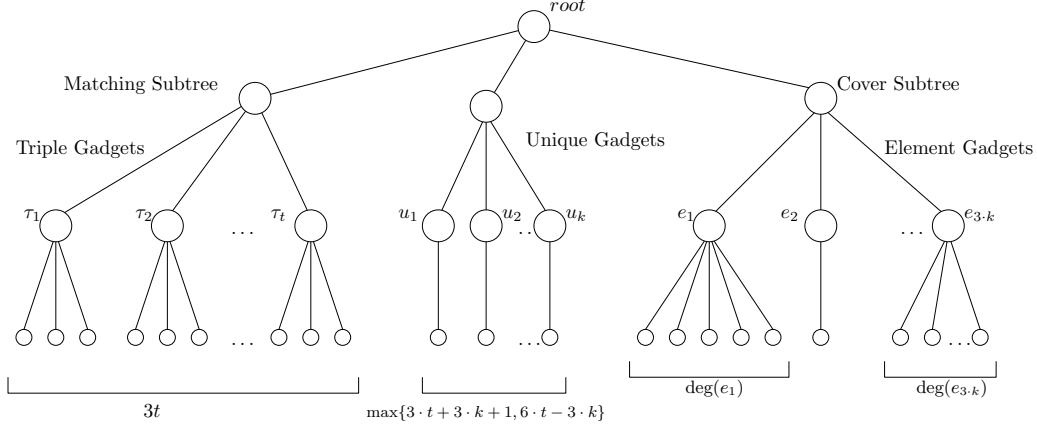 root
Matching Subtree
Cover Subtree
Triple Gadgets
Unique Gadgets
Element Gadgets
τ₁ τ₂ ... τₜ u₁ u₂ ... uₖ e₁ e₂ ... e₃.ₖ
... ... ...
3t
max{3 · t + 3 · k + 1, 6 · t − 3 · k}
deg(e₁)
deg(e₃.ₖ)